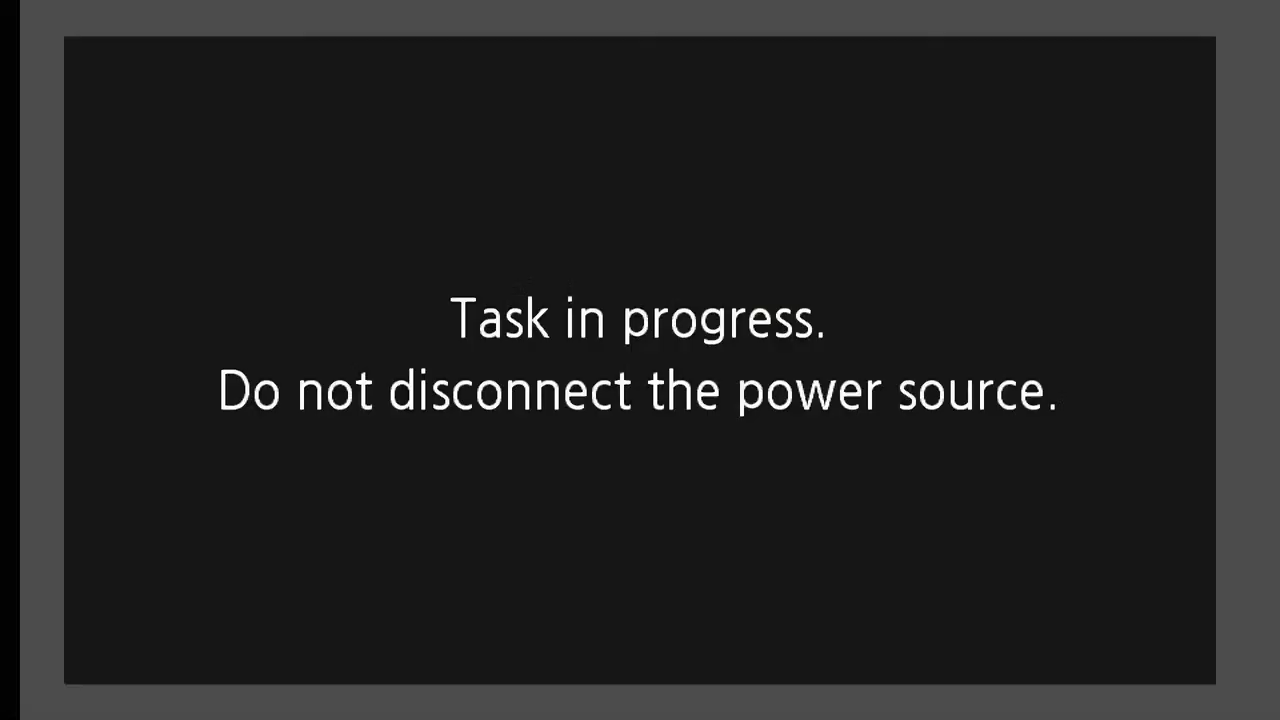 Task in progress.
Do not disconnect the power source.